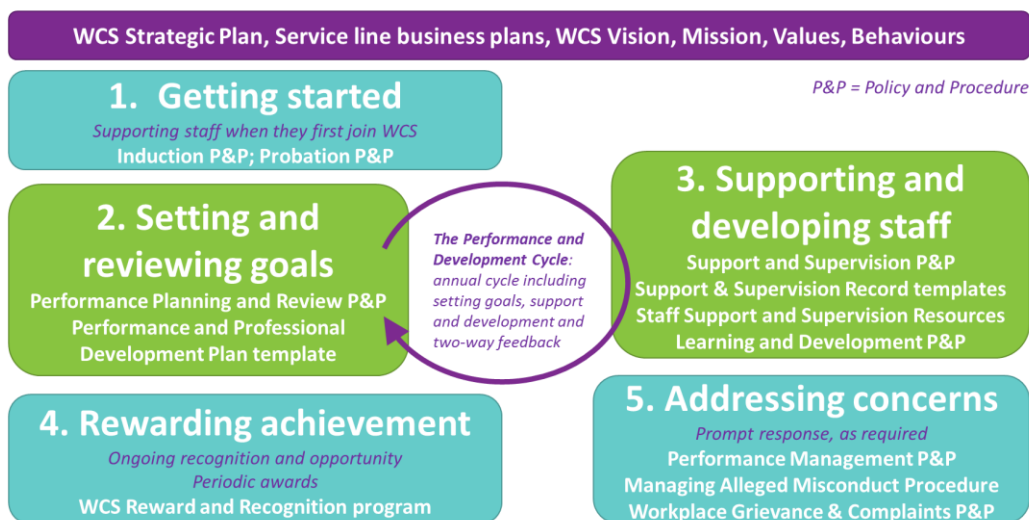 WCS Strategic Plan, Service line business plans, WCS Vision, Mission, Values, Behaviours
P&P = Policy and Procedure
1. Getting started
Supporting staff when they first join WCS
Induction P&P; Probation P&P
2. Setting and
reviewing goals
Performance Planning and Review P&P
Performance and Professional
Development Plan template
The Performance and
Development Cycle:
annual cycle including
setting goals, support
and development and
two-way feedback
3. Supporting and
developing staff
Support and Supervision P&P
Support & Supervision Record templates
Staff Support and Supervision Resources
Learning and Development P&P
4. Rewarding achievement
Ongoing recognition and opportunity
Periodic awards
WCS Reward and Recognition program
5. Addressing concerns
Prompt response, as required
Performance Management P&P
Managing Alleged Misconduct Procedure
Workplace Grievance & Complaints P&P